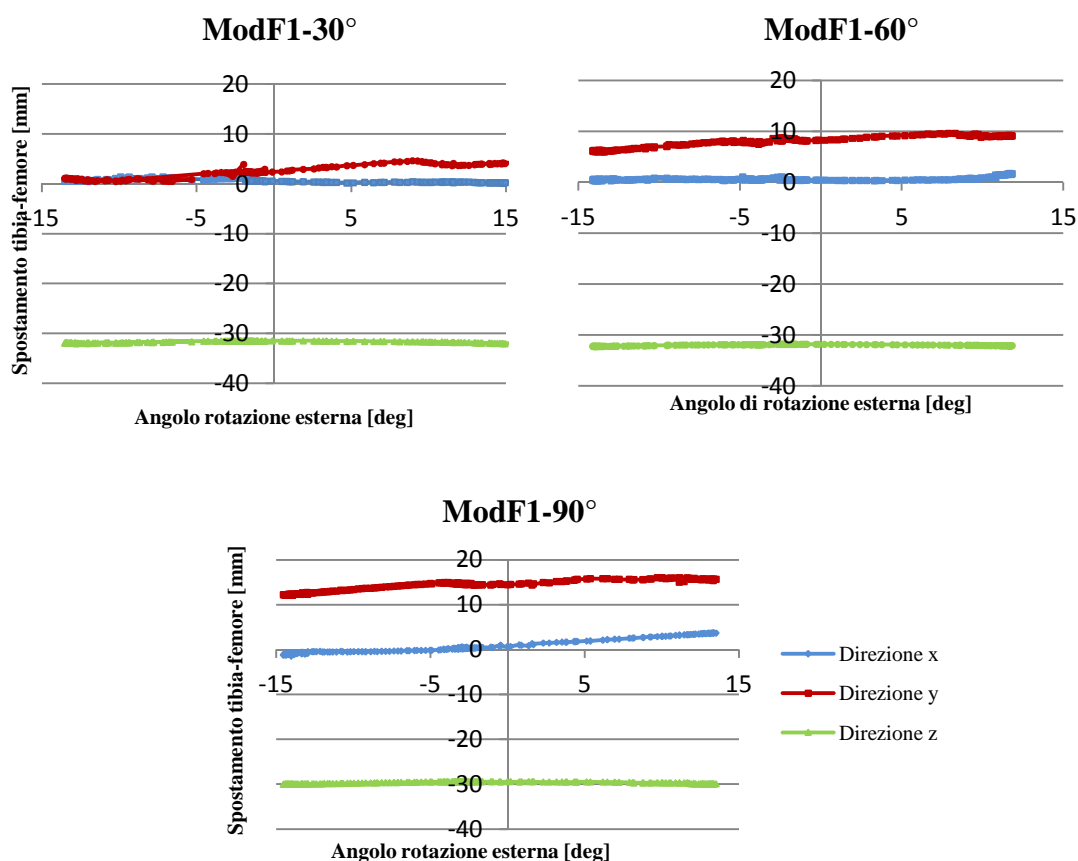 ModF1-30°
ModF1-60°
Spostamento tibia-femore [mm]
20
10
0
-15 -5 5 15
-10
-20
-30
-40
Angolo rotazione esterna [deg]
20
10
0
-15 -5 5 15
-10
-20
-30
-40
Angolo di rotazione esterna [deg]
ModF1-90°
Spostamento tibia-femore [mm]
20
10
0
-15 -5 5 15
-10
-20
-30
-40
Angolo rotazione esterna [deg]
Direzione x
Direzione y
Direzione z